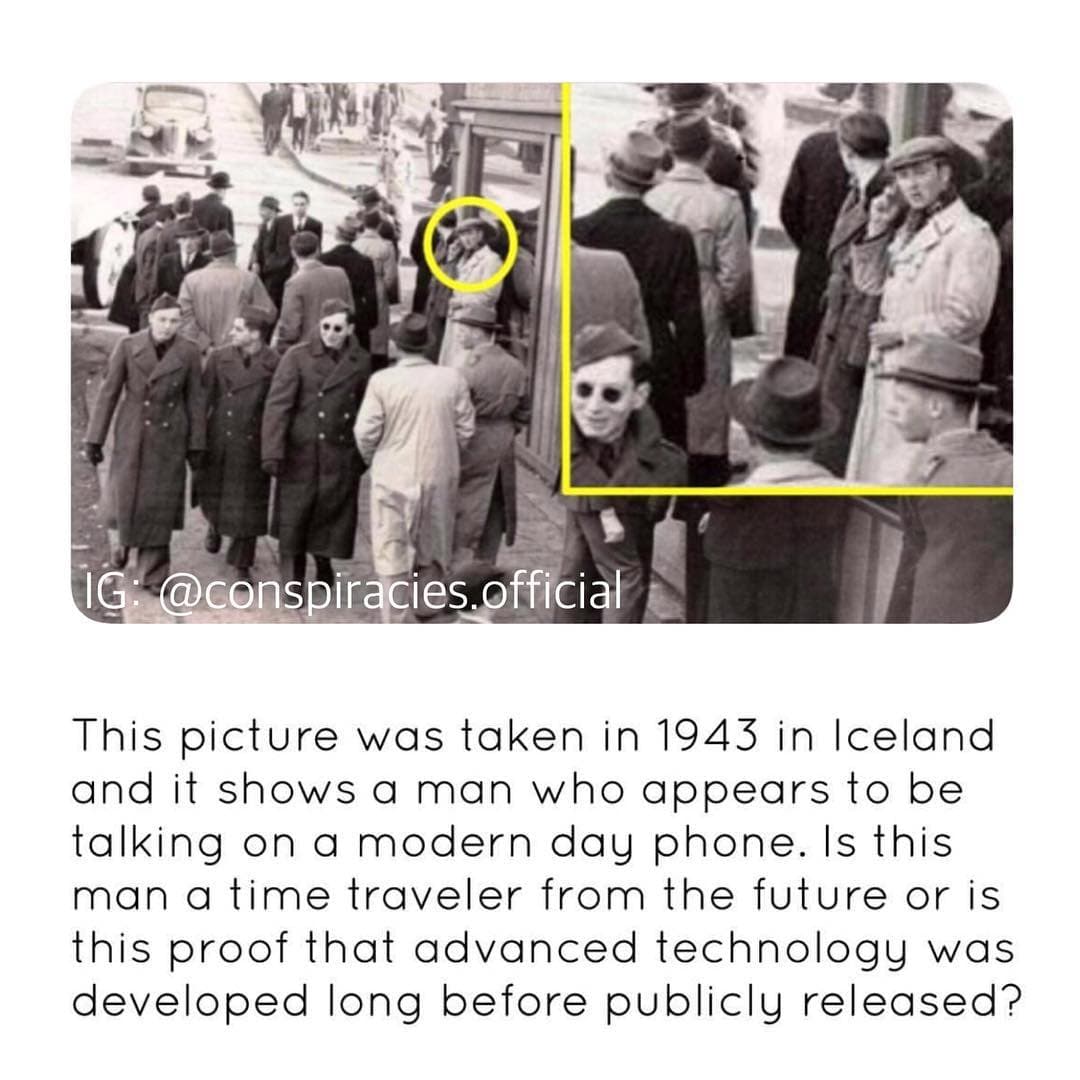 IG: @conspiracies.official
This picture was taken in 1943 in Iceland
and it shows a man who appears to be
talking on a modern day phone. Is this
man a time traveler from the future or is
this proof that advanced technology was
developed long before publicly released?